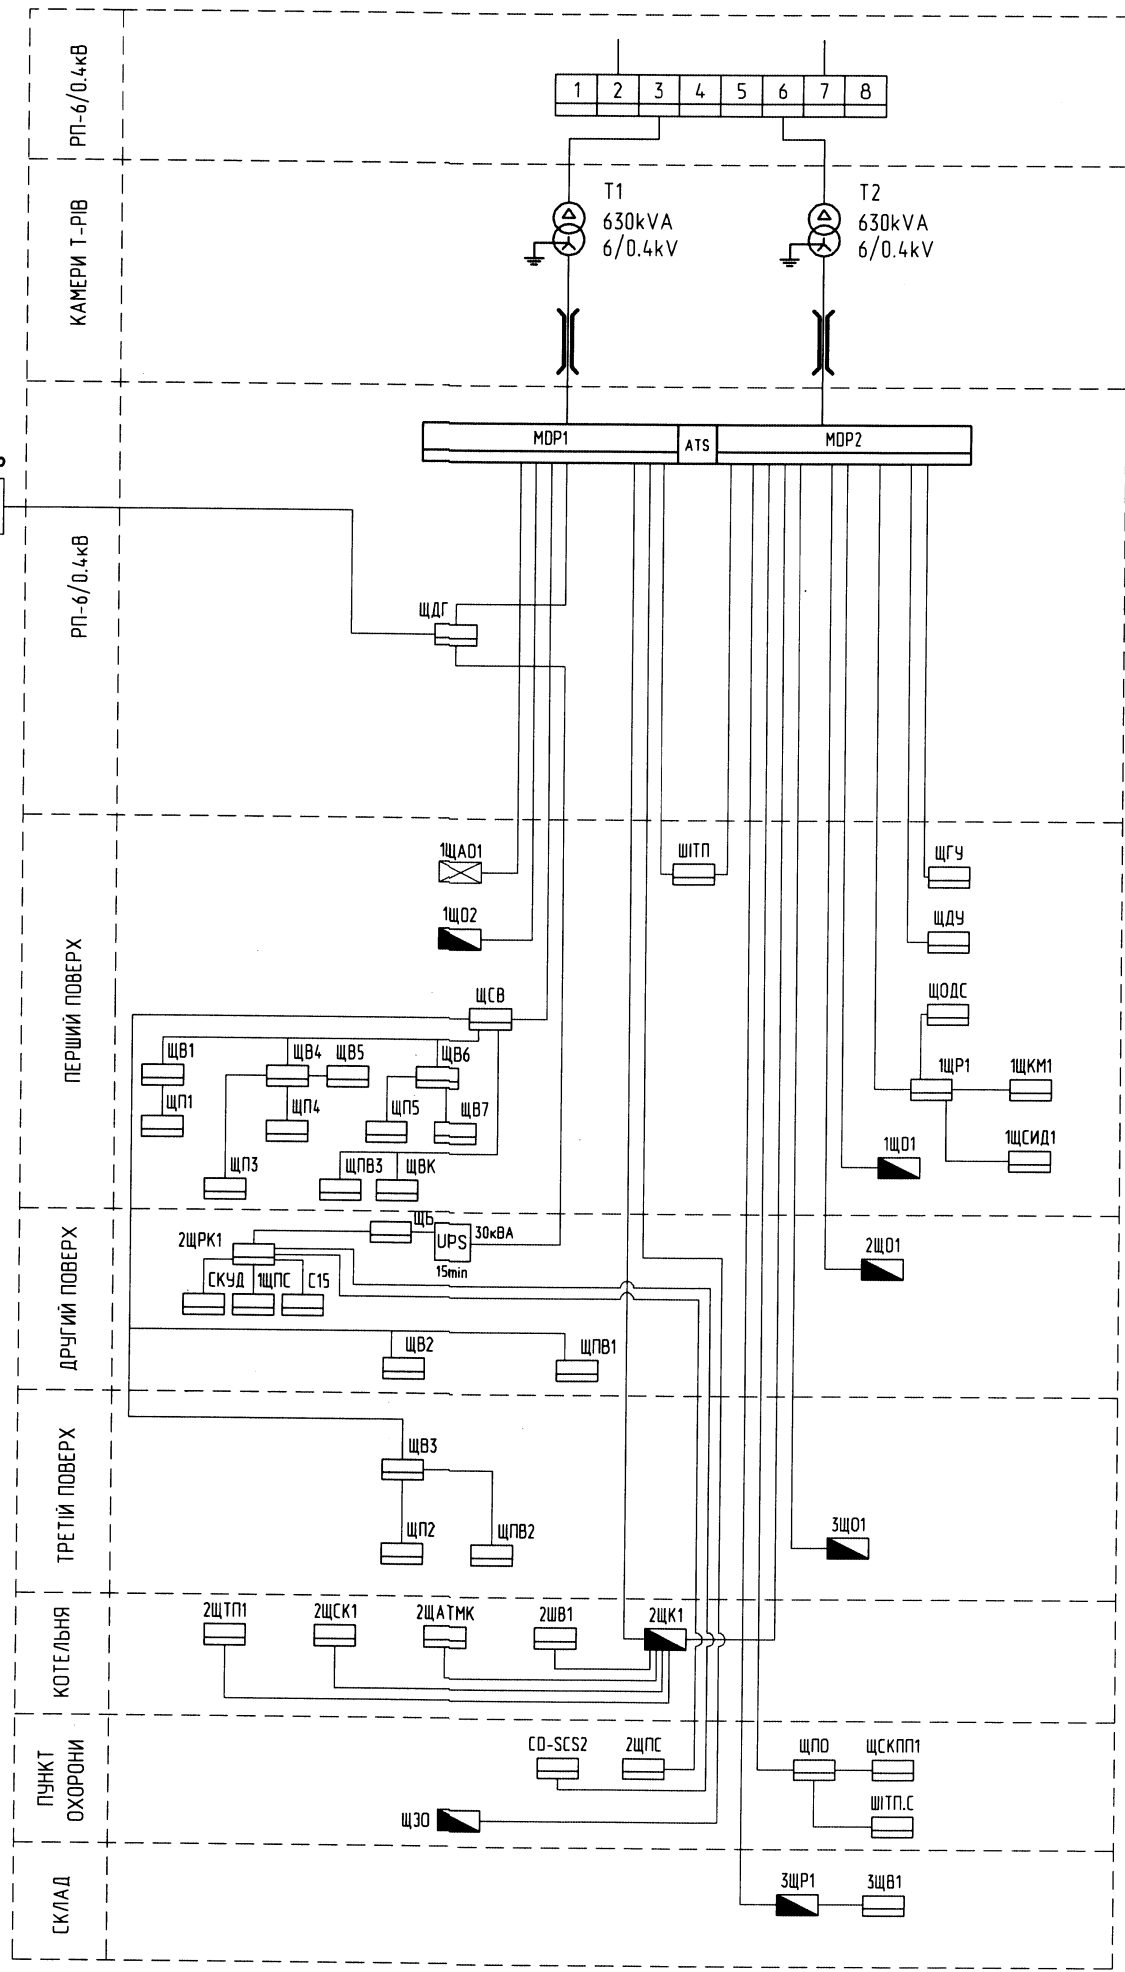 РП-6/0.4кВ
1 2 3 4 5 6 7 8
КАМЕРИ Т-РІВ
Т1
630kVA
6/0.4kV
Т2
630kVA
6/0.4kV
РП-6/0.4кВ
MDP1
ATS
MDP2
ЩДГ
ПЕРШИЙ ПОВЕРХ
1ЩАО1
ШІТП
ЩГУ
1ЩО2
ЩДУ
ЩСВ
ЩОДС
ЩВ1
ЩВ4
ЩВ5
ЩВ6
1ЩР1
1ЩКМ1
ЩП1
ЩП4
ЩП5
ЩВ7
1ЩО1
1ЩСИД1
ЩП3
ЩПВ3
ЩВК
ДРУГИЙ ПОВЕРХ
2ЩРК1
ЩБ
UPS
30кВА
15min
2ЩО1
СКУД
1ЩПС
С15
ЩВ2
ЩПВ1
ТРЕТІЙ ПОВЕРХ
ЩВ3
ЩП2
ЩПВ2
3ЩО1
КОТЕЛЬНЯ
2ЩТП1
2ЩСК1
2ЩАТМК
2ШВ1
2ЩК1
ПУНКТ
ОХОРОНИ
CD-SCS2
2ЩПС
ЩПО
ЩСКПП1
ЩЗО
ШІТП.С
СКЛАД
3ЩР1
3ЩВ1